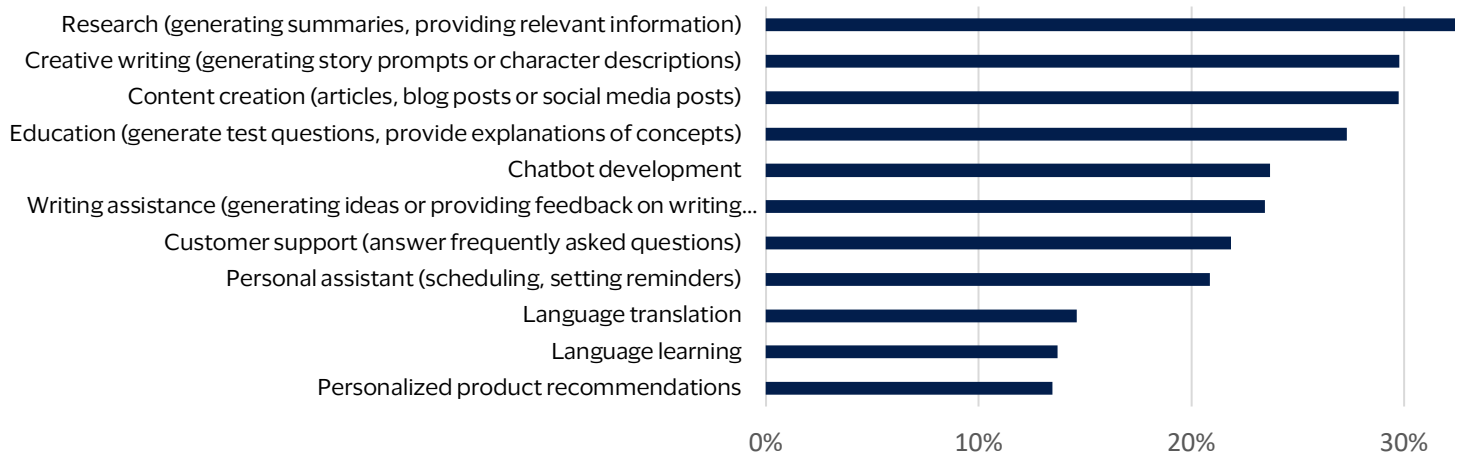 Research (generating summaries, providing relevant information)
Creative writing (generating story prompts or character descriptions)
Content creation (articles, blog posts or social media posts)
Education (generate test questions, provide explanations of concepts)
Chatbot development
Writing assistance (generating ideas or providing feedback on writing...
Customer support (answer frequently asked questions)
Personal assistant (scheduling, setting reminders)
Language translation
Language learning
Personalized product recommendations
0% 10% 20% 30%